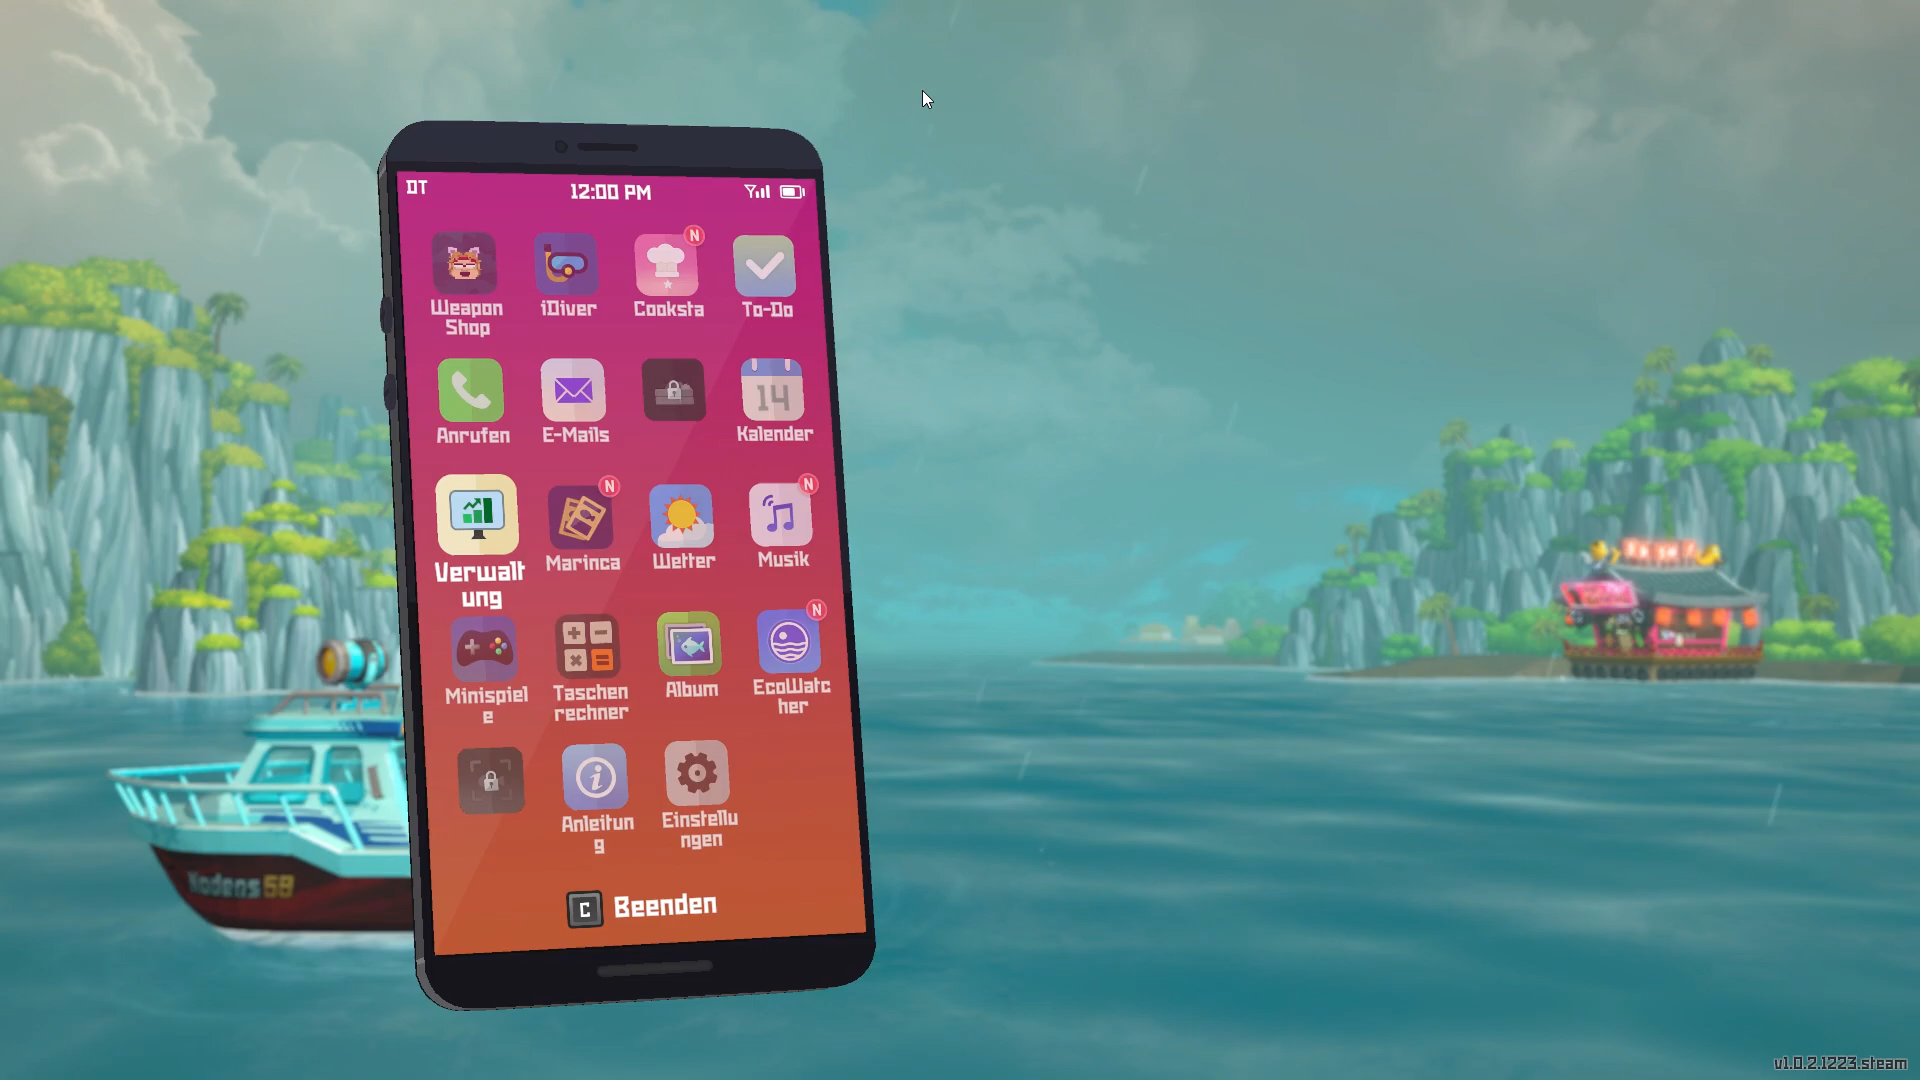 DT 12:00 PM
N
Weapon
Shop
iDiver
Cooksta
To-Do
14
Anrufen
E-Mails
Kalender
N
N
Verwalt
ung
Marinca
Wetter
Musik
N
Minispiel
e
Taschen
rechner
Album
EcoWatc
her
Anleitun
g
Einstellu
ngen
C Beenden
Nodens 59
v1.0.2.1223.steam